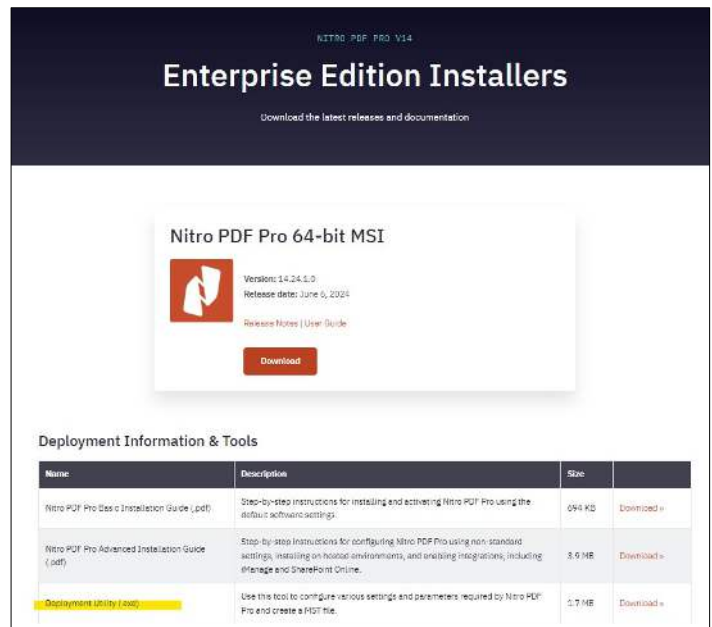 NITRO PDF PRO V14
Enterprise Edition Installers
Download the latest releases and documentation
Nitro PDF Pro 64-bit MSI
Version: 14.24.1.0
Release date: June 6, 2024
Release Notes | User Guide
Download
Deployment Information & Tools
Name Description Size
Nitro PDF Pro Basic Installation Guide (.pdf) Step-by-step instructions for installing and activating Nitro PDF Pro using the 694 KB Download »
default software settings.
Nitro PDF Pro Advanced Installation Guide Step-by-step instructions for configuring Nitro PDF Pro using non-standard 3.9 MB Download »
(.pdf) settings, installing on hosted environments, and enabling integrations, including
iManage and SharePoint Online.
Deployment Utility (.exe) Use this tool to configure various settings and parameters required by Nitro PDF 1.7 MB Download »
Pro and create a MST file.